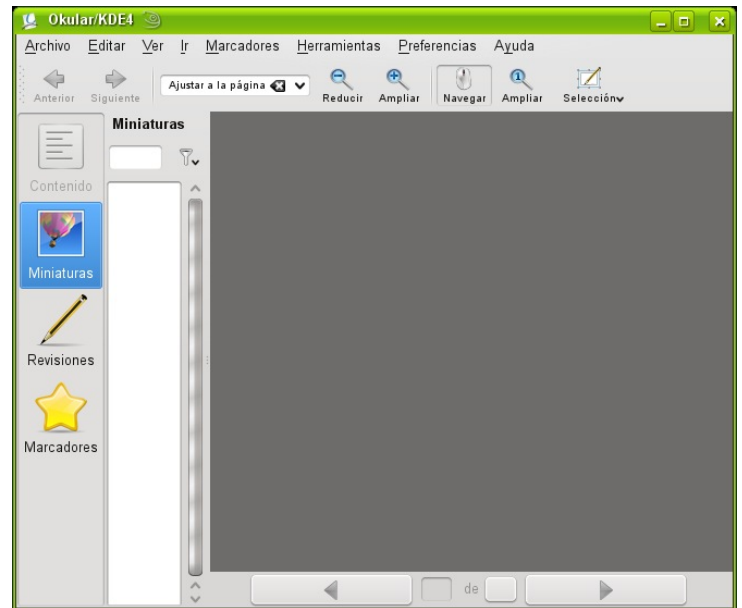 Okular/KDE4
Archivo Editar Ver Ir Marcadores Herramientas Preferencias Ayuda
Anterior Siguiente Ajustar a la página Reducir Ampliar Navegar Ampliar Selección
Contenido
Miniaturas
Miniaturas
Revisiones
Marcadores
de